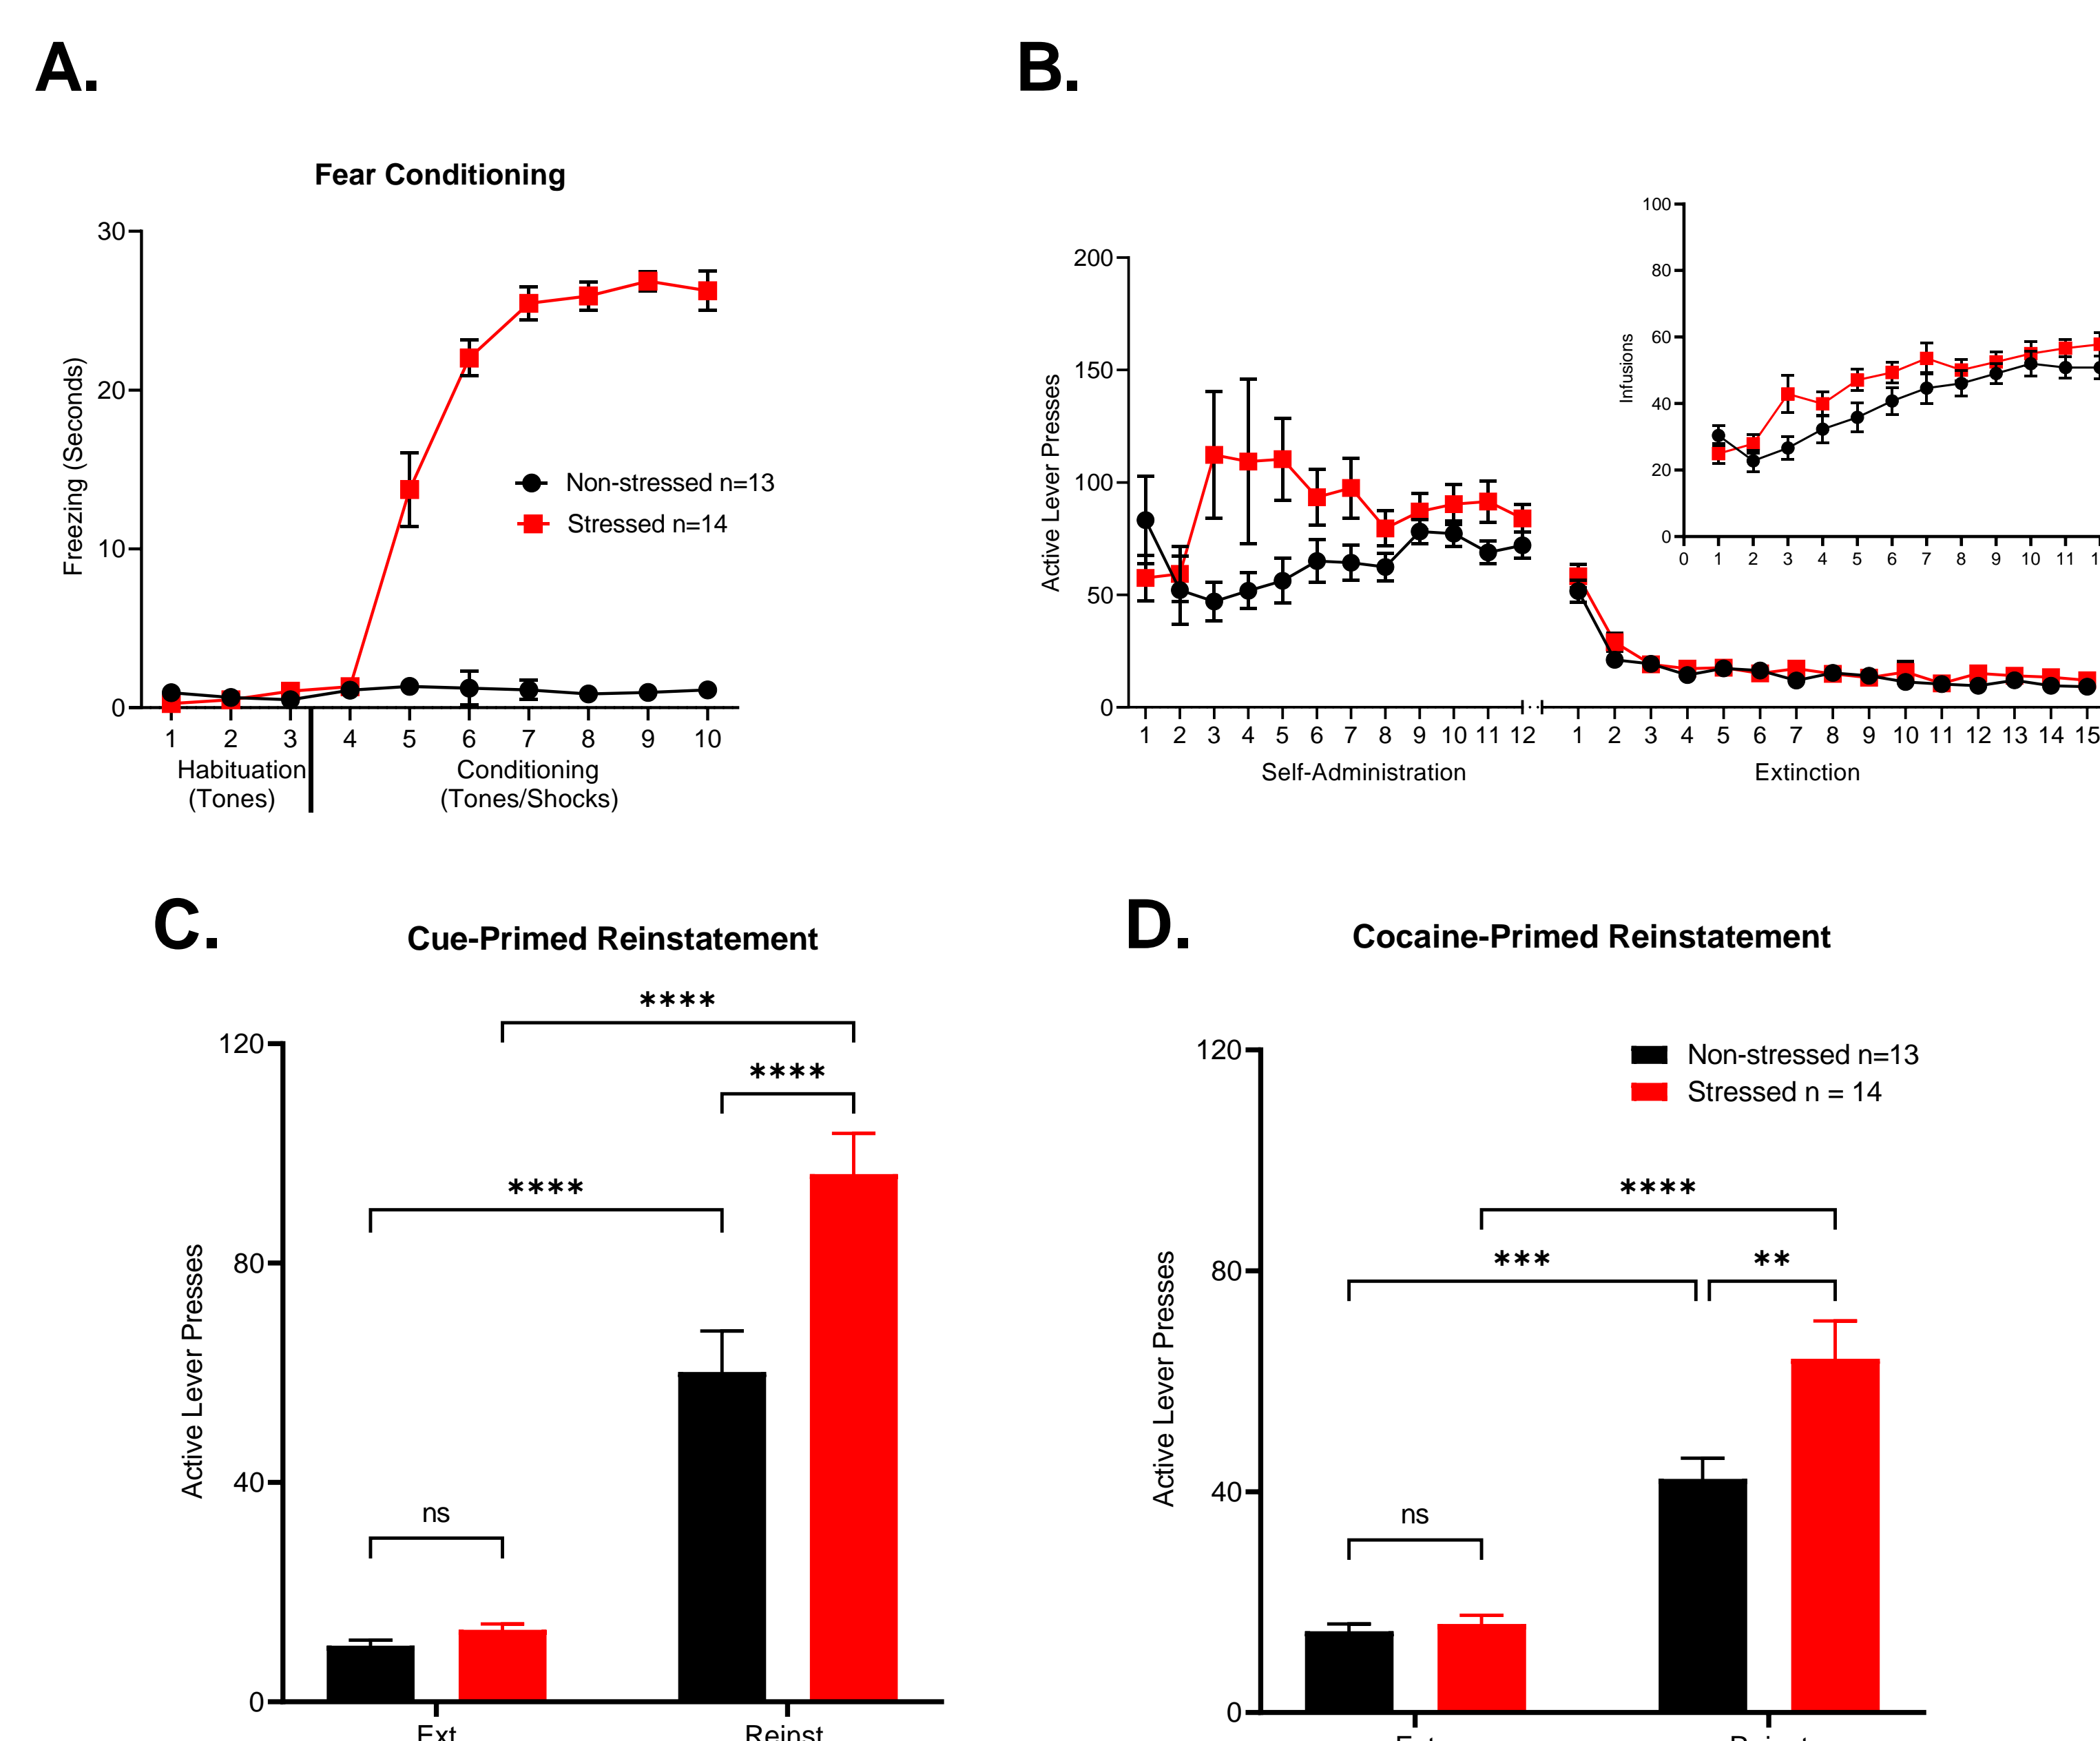 A.
B.
Fear Conditioning
30
20
10
0
Freezing (Seconds)
Non-stressed n=13
Stressed n=14
1 2 3 4 5 6 7 8 9 10
Habituation
(Tones)
Conditioning
(Tones/Shocks)
200
150
100
50
0
Active Lever Presses
1 2 3 4 5 6 7 8 9 10 11 12
Self-Administration
1 2 3 4 5 6 7 8 9 10 11 12 13 14 15
Extinction
100
80
60
40
20
0
Infusions
0 1 2 3 4 5 6 7 8 9 10 11
C.
Cue-Primed Reinstatement
****
****
****
ns
120
80
40
0
Active Lever Presses
Ext
Reinst
D.
Cocaine-Primed Reinstatement
Non-stressed n=13
Stressed n = 14
****
*** **
ns
120
80
40
0
Active Lever Presses